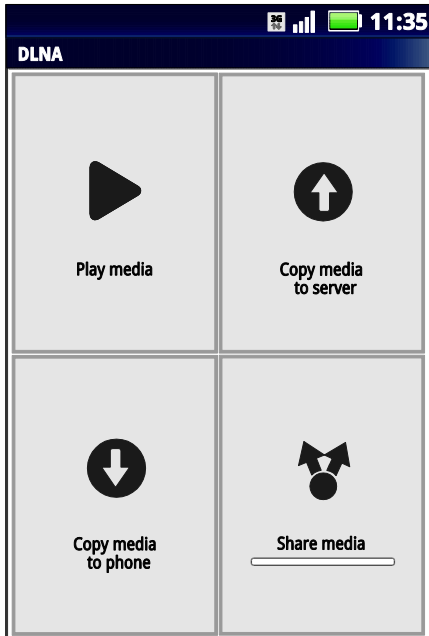 3G
11:35
DLNA
Play media
Copy media
to server
Copy media
to phone
Share media